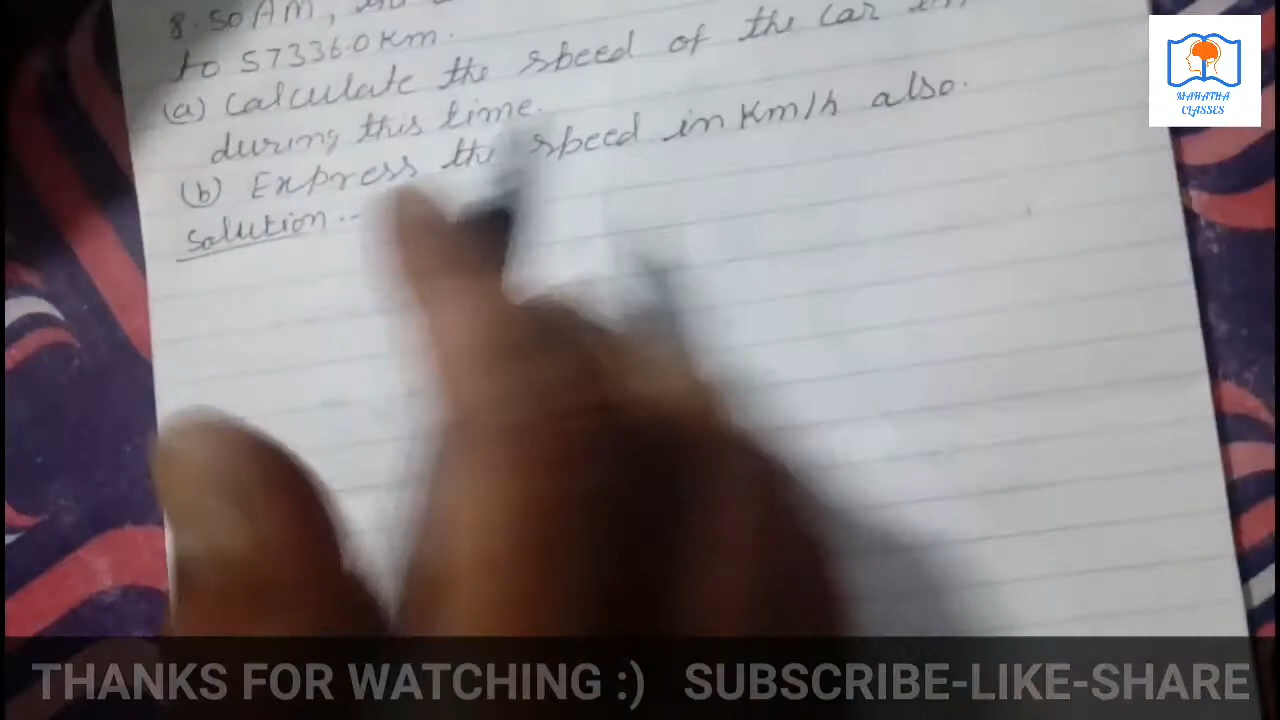 8.50 AM,
to 57336.0 Km.
(a) Calculate the speed of the car in
during this time.
(b) Express the speed in Km/h also.
Solution :-
MAHATHA
CLASSES
THANKS FOR WATCHING :) SUBSCRIBE-LIKE-SHARE